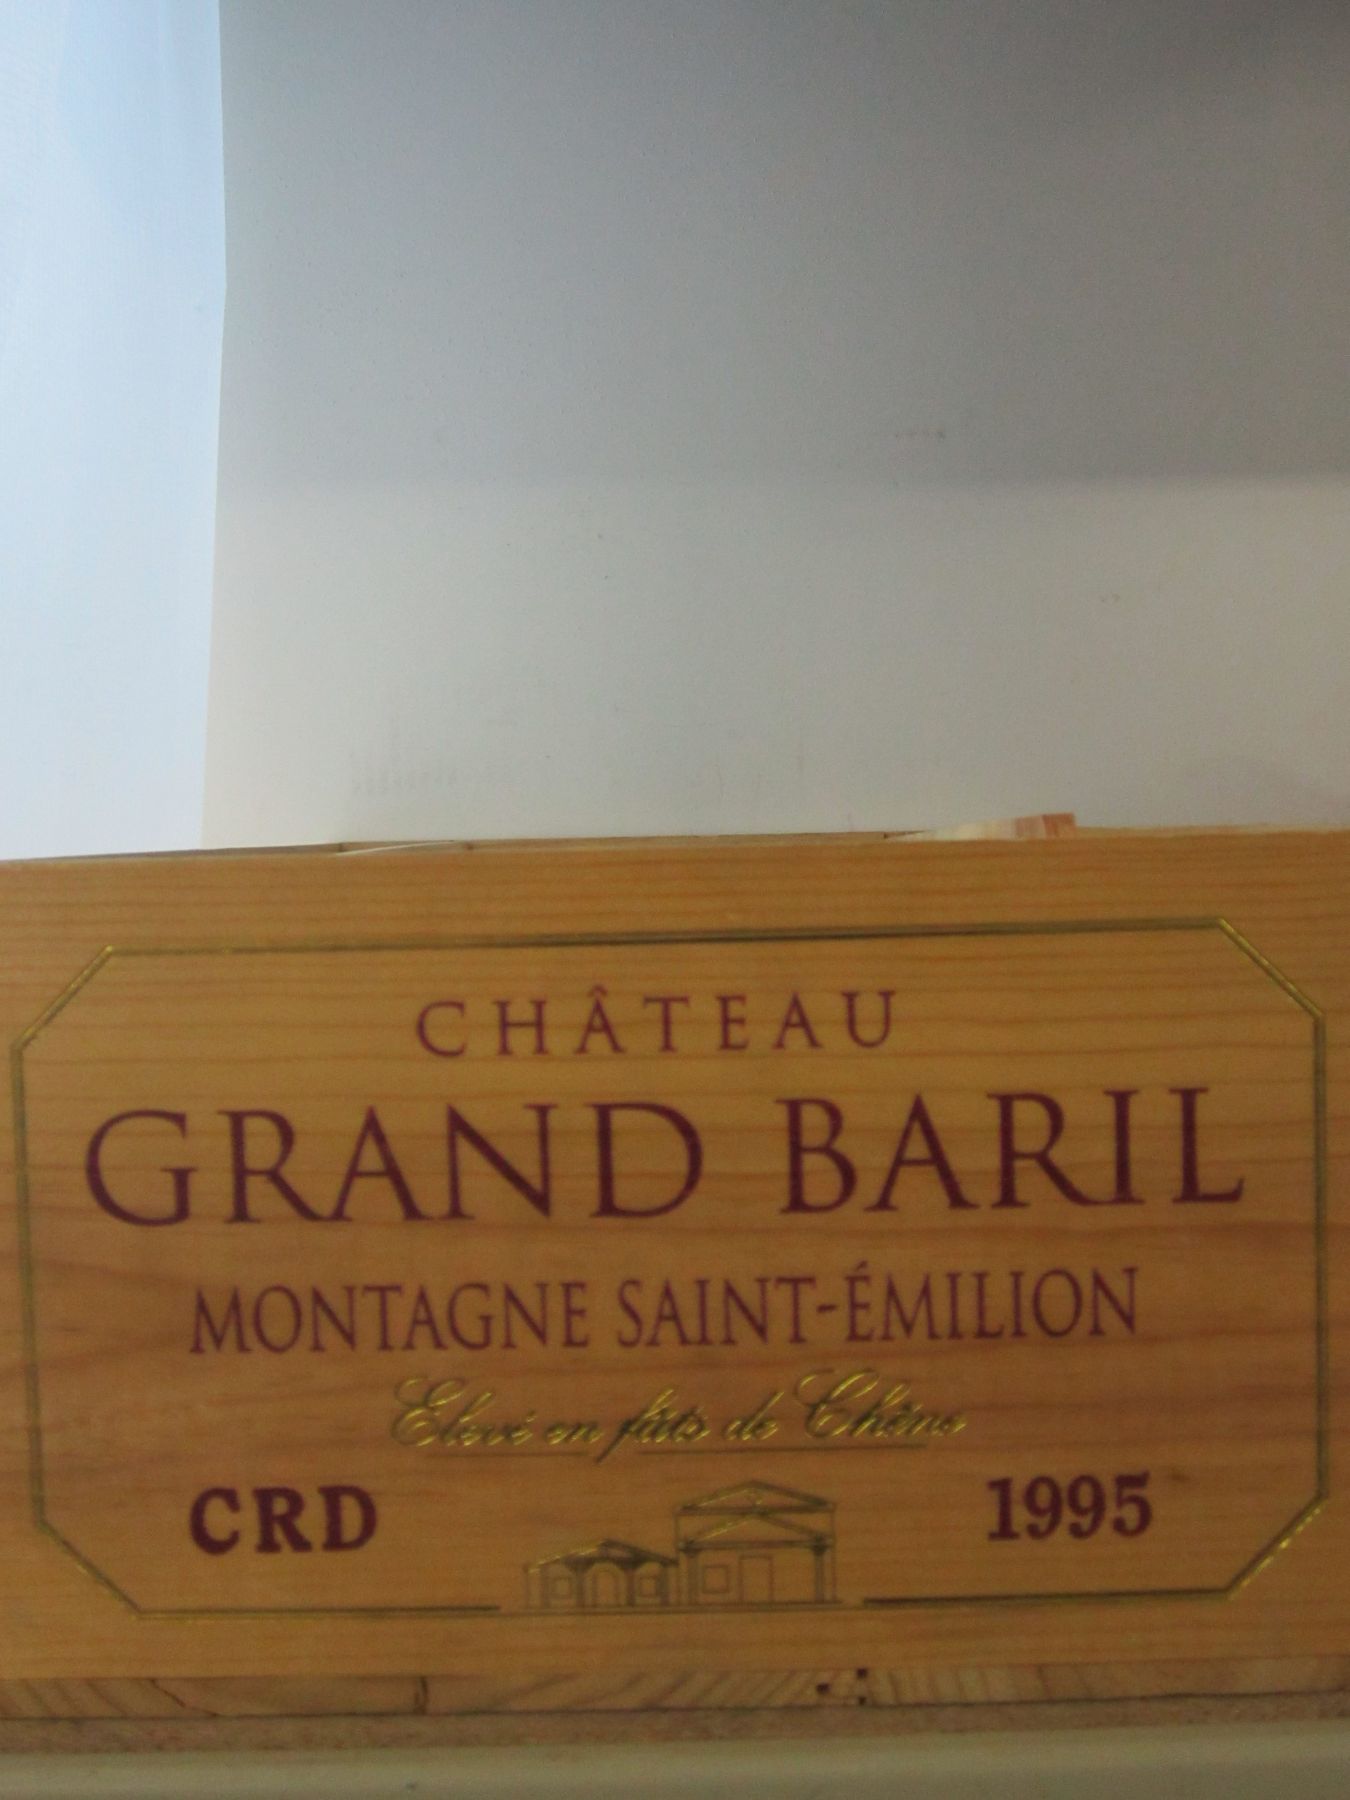 CHÂTEAU
GRAND BARIL
MONTAGNE SAINT-ÉMILION
Elevé en fûts de Chêne
CRD 1995